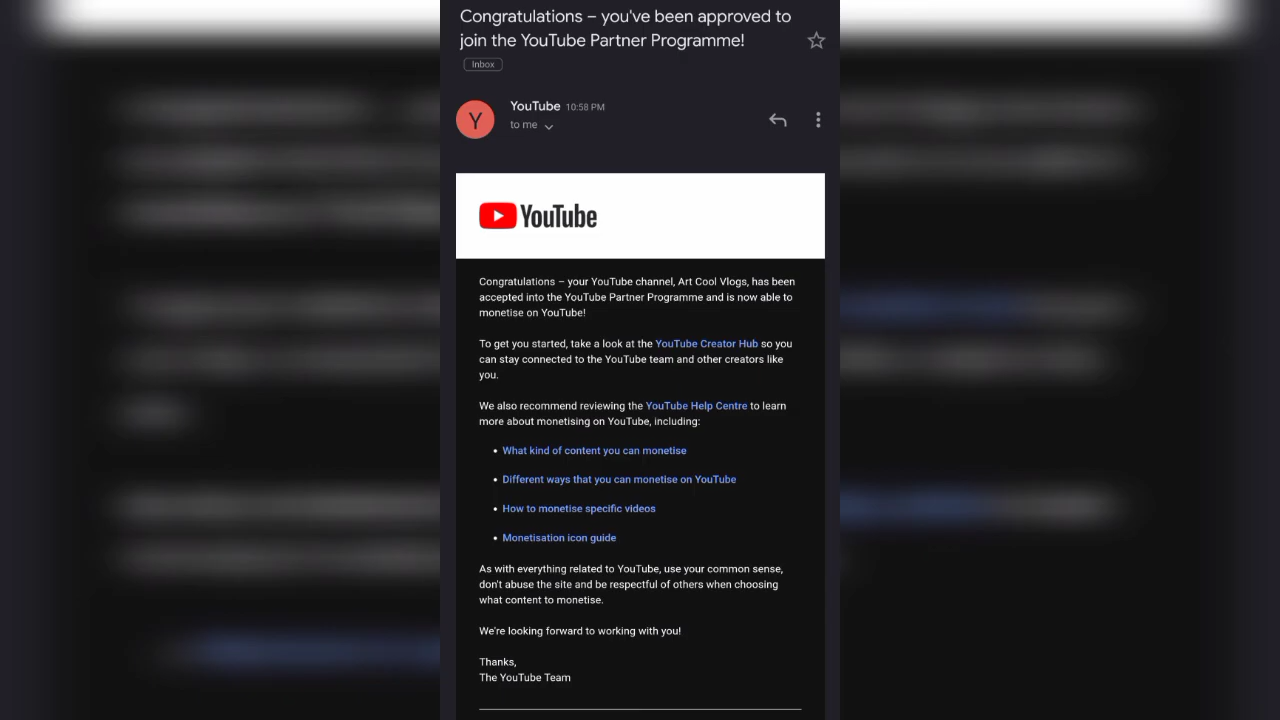 Congratulations – you've been approved to
join the YouTube Partner Programme!
Inbox
YouTube 10:58 PM
Y
to me
YouTube
Congratulations – your YouTube channel, Art Cool Vlogs, has been
accepted into the YouTube Partner Programme and is now able to
monetise on YouTube!
To get you started, take a look at the YouTube Creator Hub so you
can stay connected to the YouTube team and other creators like
you.
We also recommend reviewing the YouTube Help Centre to learn
more about monetising on YouTube, including:
• What kind of content you can monetise
• Different ways that you can monetise on YouTube
• How to monetise specific videos
• Monetisation icon guide
As with everything related to YouTube, use your common sense,
don't abuse the site and be respectful of others when choosing
what content to monetise.
We're looking forward to working with you!
Thanks,
The YouTube Team